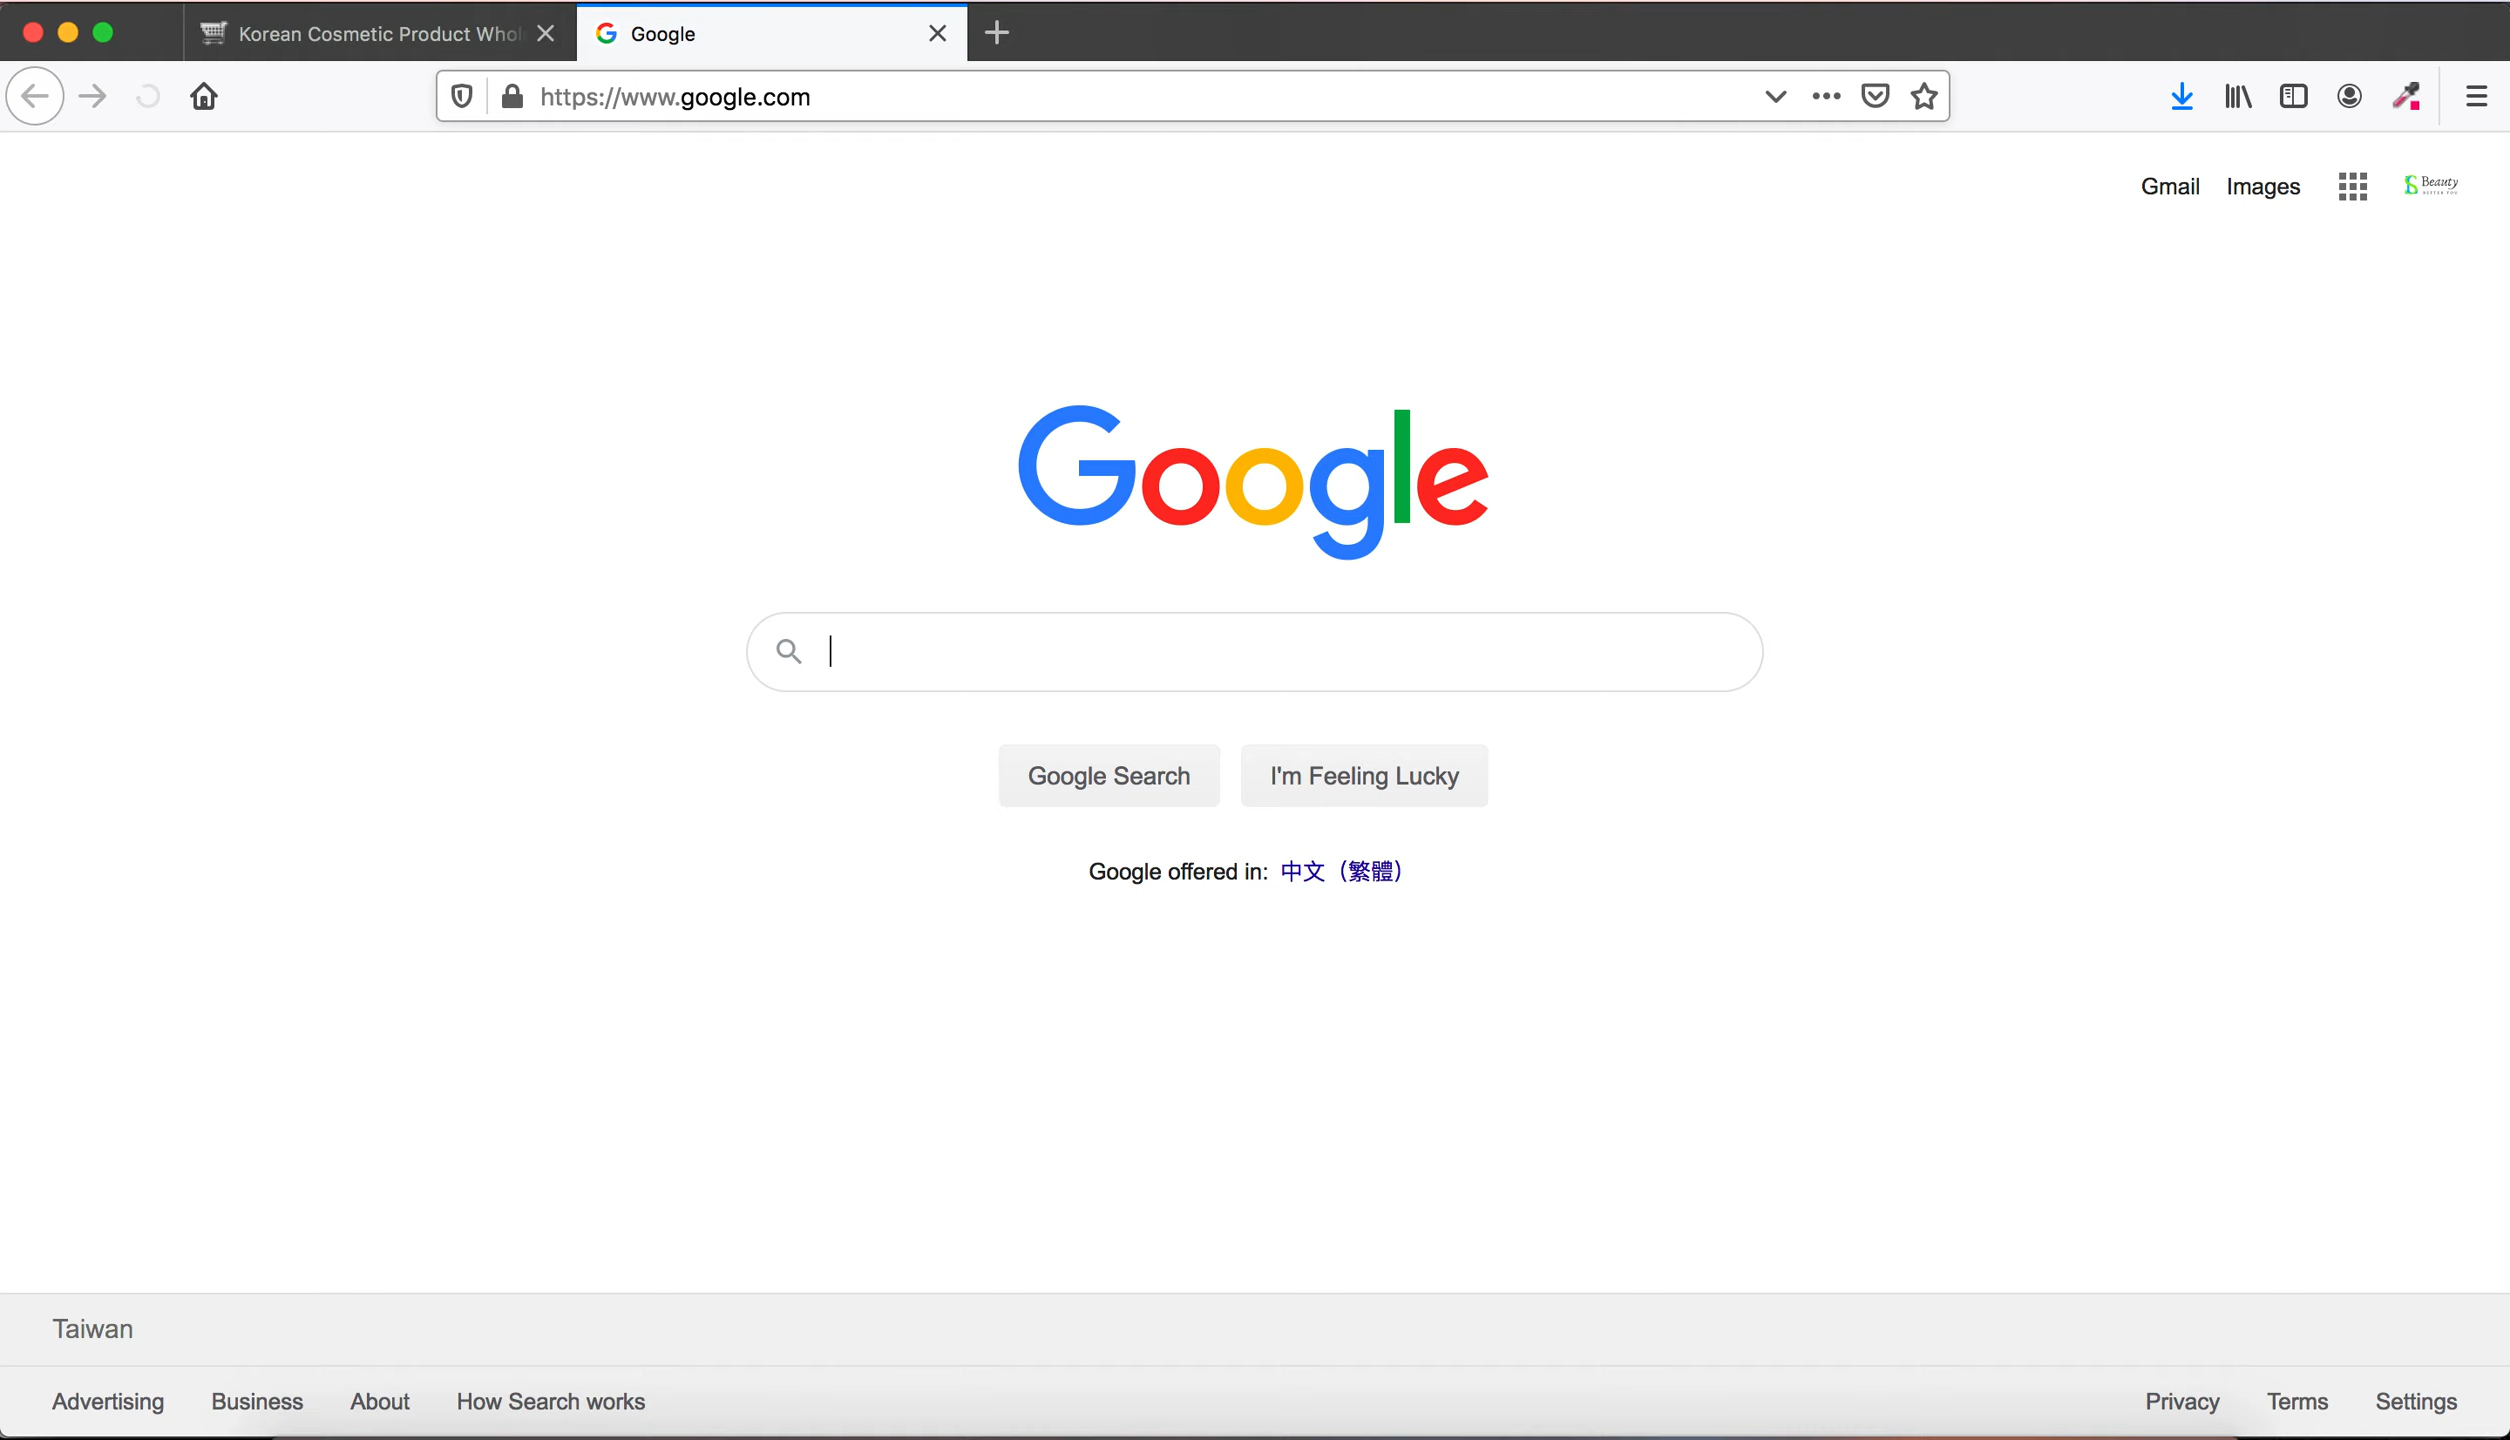 Korean Cosmetic Product Whol
Google
https://www.google.com
Gmail Images
Beauty
Google
Google Search I'm Feeling Lucky
Google offered in: 中文（繁體）
Taiwan
Advertising Business About How Search works Privacy Terms Settings